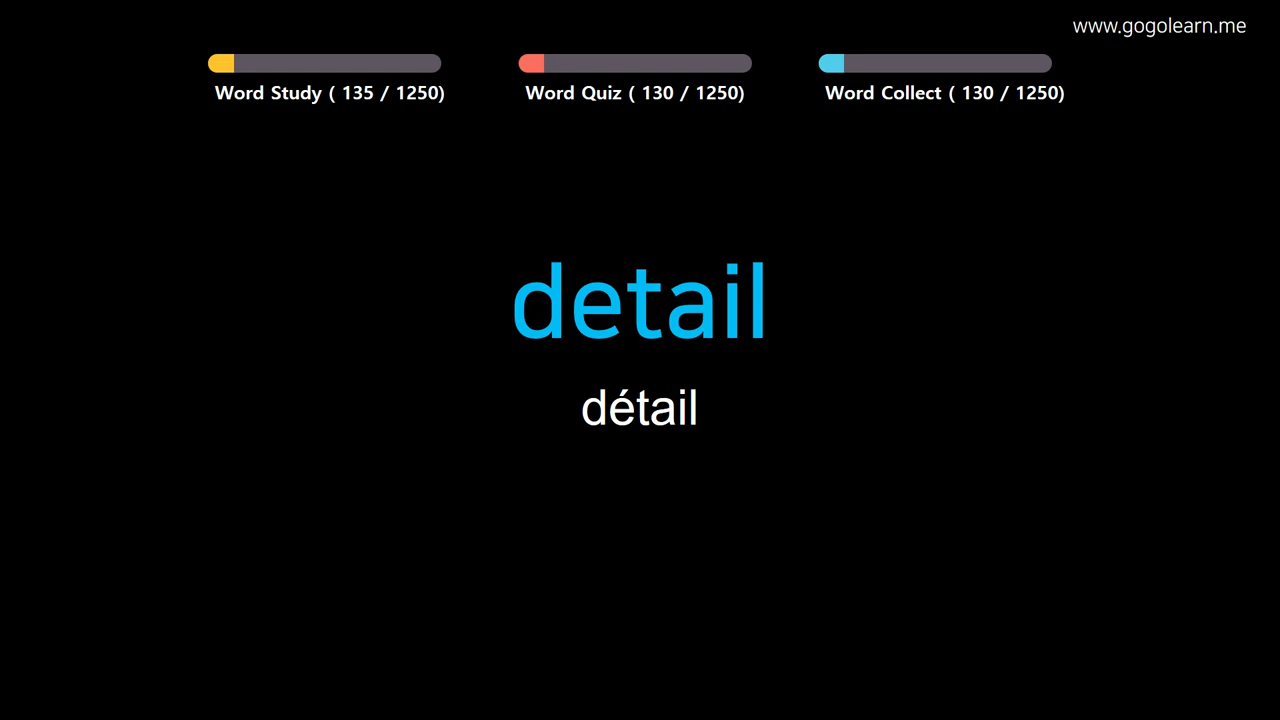 www.gogolearn.me
Word Study ( 135 / 1250)
Word Quiz ( 130 / 1250)
Word Collect ( 130 / 1250)
detail
détail